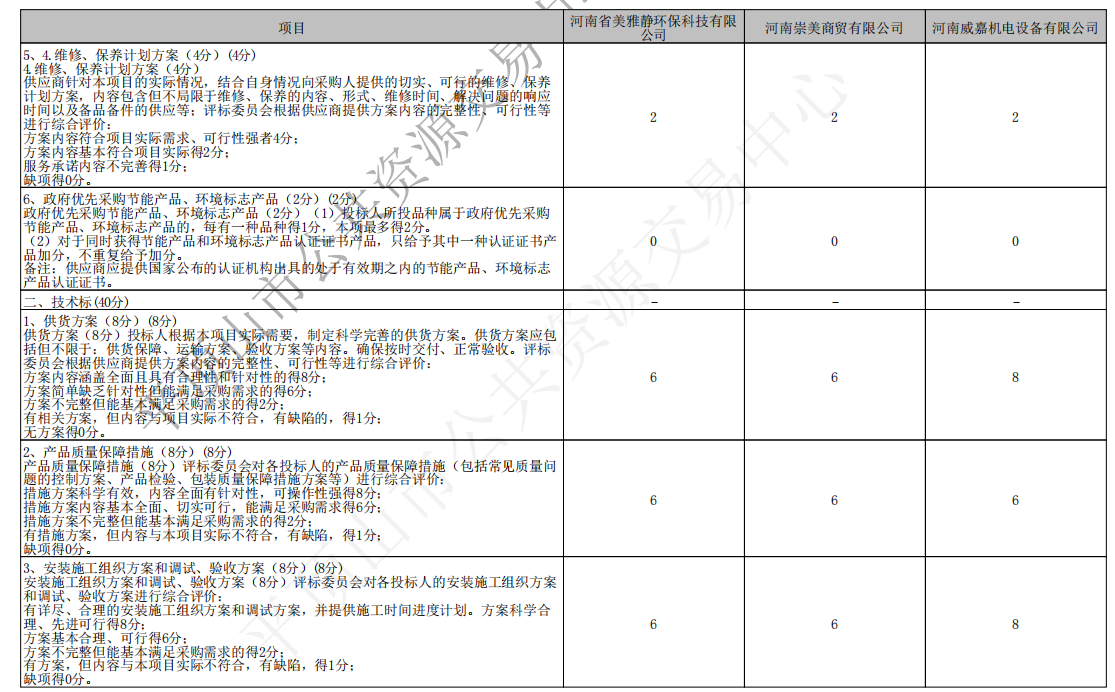 项目
河南省美雅静环保科技有限
公司
河南崇美商贸有限公司
河南威嘉机电设备有限公司
5、4.维修、保养计划方案（4分）(4分)
4.维修、保养计划方案（4分）
供应商针对本项目的实际情况，结合自身情况向采购人提供的切实、可行的维修、保养
计划方案，内容包含但不局限于维修、保养的内容、形式、维修时间、解决问题的响应
时间以及备品备件的供应等；评标委员会根据供应商提供方案内容的完整性、可行性等
进行综合评价：
方案内容符合项目实际需求、可行性强者4分；
方案内容基本符合项目实际得2分；
服务承诺内容不完善得1分；
缺项得0分。
2
2
2
6、政府优先采购节能产品、环境标志产品（2分）(2分)
政府优先采购节能产品、环境标志产品（2分）（1）投标人所投品种属于政府优先采购
节能产品、环境标志产品的，每有一种品种得1分，本项最多得2分。
（2）对于同时获得节能产品和环境标志产品认证证书产品，只给予其中一种认证证书产
品加分，不重复给予加分。
备注：供应商应提供国家公布的认证机构出具的处于有效期之内的节能产品、环境标志
产品认证证书。
0
0
0
二、技术标(40分)
-
-
-
1、供货方案（8分）(8分)
供货方案（8分）投标人根据本项目实际需要，制定科学完善的供货方案。供货方案应包
括但不限于：供货保障、运输方案、验收方案等内容。确保按时交付、正常验收。评标
委员会根据供应商提供方案内容的完整性、可行性等进行综合评价：
方案内容涵盖全面且具有合理性和针对性的得8分；
方案简单缺乏针对性但能满足采购需求的得6分；
方案不完整但能基本满足采购需求的得2分；
有相关方案，但内容与项目实际不符合，有缺陷的，得1分；
无方案得0分。
6
6
8
2、产品质量保障措施（8分）(8分)
产品质量保障措施（8分）评标委员会对各投标人的产品质量保障措施（包括常见质量问
题的控制方案、产品检验、包装质量保障措施方案等）进行综合评价：
措施方案科学有效，内容全面有针对性，可操作性强得8分；
措施方案内容基本全面、切实可行，能满足采购需求得6分；
措施方案不完整但能基本满足采购需求的得2分；
有措施方案，但内容与本项目实际不符合，有缺陷，得1分；
缺项得0分。
6
6
6
3、安装施工组织方案和调试、验收方案（8分）(8分)
安装施工组织方案和调试、验收方案（8分）评标委员会对各投标人的安装施工组织方案
和调试、验收方案进行综合评价：
有详尽、合理的安装施工组织方案和调试方案，并提供施工时间进度计划。方案科学合
理、先进可行得8分；
方案基本合理、可行得6分；
方案不完整但能基本满足采购需求的得2分；
有方案，但内容与本项目实际不符合，有缺陷，得1分；
缺项得0分。
6
6
8
平顶山市公共资源交易中
平顶山市公共资源交易中心